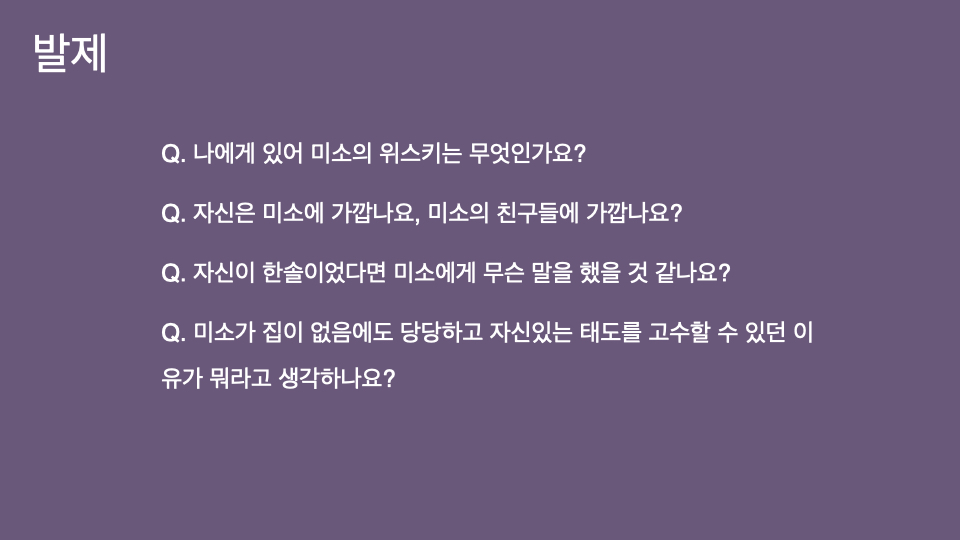 발제
Q. 나에게 있어 미소의 위스키는 무엇인가요?
Q. 자신은 미소에 가깝나요, 미소의 친구들에 가깝나요?
Q. 자신이 한솔이었다면 미소에게 무슨 말을 했을 것 같나요?
Q. 미소가 집이 없음에도 당당하고 자신있는 태도를 고수할 수 있던 이
유가 뭐라고 생각하나요?